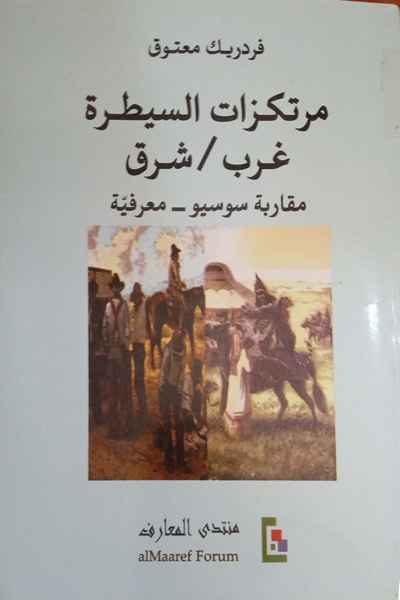 فردريك معتوق
مرتكزات السيطرة
غرب / شرق
مقاربة سوسيو - معرفيّة
منتدى المعارف
alMaaref Forum